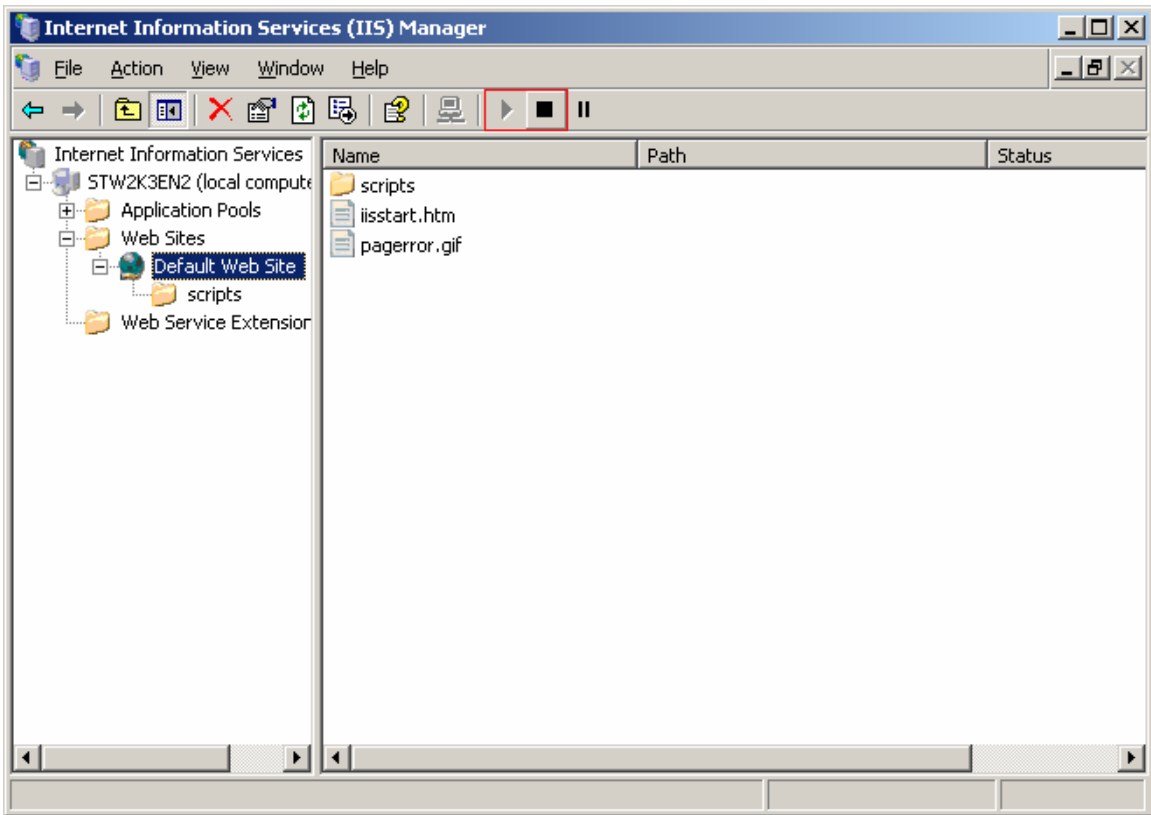 Internet Information Services (IIS) Manager
File Action View Window Help
Internet Information Services
STW2K3EN2 (local compute
Application Pools
Web Sites
Default Web Site
scripts
Web Service Extension
Name Path Status
scripts
iisstart.htm
pagerror.gif